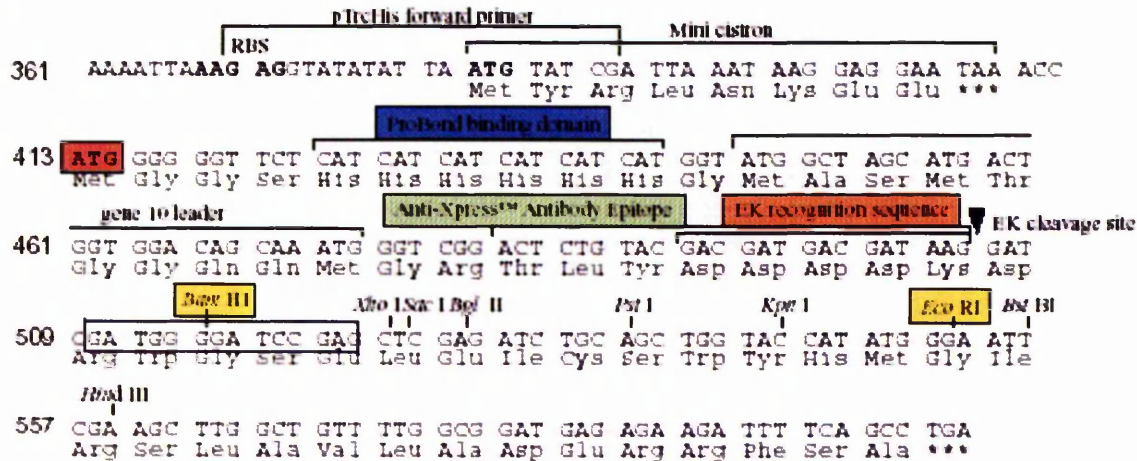 pTrcHis forward primer
RBS
Mini cistron
361 AAAATTAAAG AGGTATATAT TA ATG TAT CGA TTA AAT AAG GAG GAA TAA ACC
Met Tyr Arg Leu Asn Lys Glu Glu ***
ProBond binding domain
413 ATG GGG GGT TCT CAT CAT CAT CAT CAT CAT GGT ATG GCT AGC ATG ACT
Met Gly Gly Ser His His His His His His Gly Met Ala Ser Met Thr
gene 10 leader
Anti-Xpress™ Antibody Epitope
EK recognition sequence
EK cleavage site
461 GGT GGA CAG CAA ATG GGT CGG ACT CTG TAC GAC GAT GAC GAT AAG GAT
Gly Gly Gln Gln Met Gly Arg Thr Leu Tyr Asp Asp Asp Asp Lys Asp
Bam HI Xho I Sac I Bgl II Pst I Kpn I Eco RI Bst BI
509 CGA TGG GGA TCC GAG CTC GAG ATC TGC AGC TGG TAC CAT ATG GGA ATT
Arg Trp Gly Ser Glu Leu Glu Ile Cys Ser Trp Tyr His Met Gly Ile
Hind III
557 CGA AGC TTG GCT GTT TTG GCG GAT GAG AGA AGA TTT TCA GCC TGA
Arg Ser Leu Ala Val Leu Ala Asp Glu Arg Arg Phe Ser Ala ***